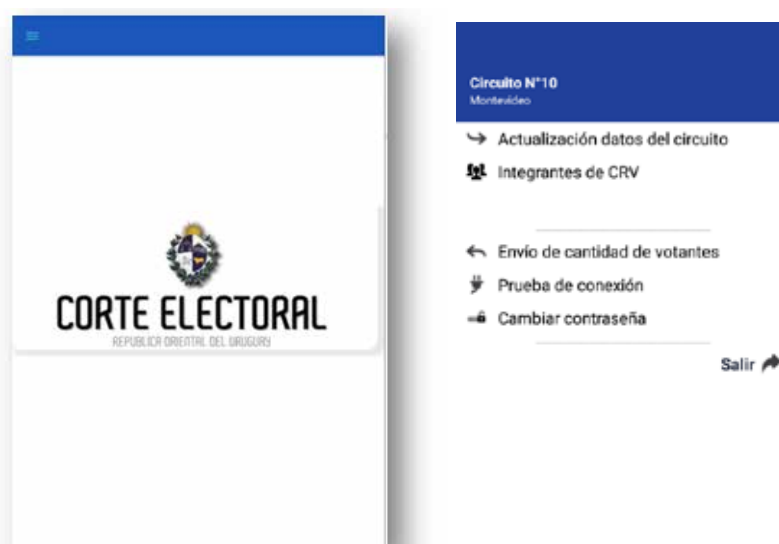 CORTE ELECTORAL
REPUBLICA ORIENTAL DEL URUGUAY
Circuito N°10
Montevideo
Actualización datos del circuito
Integrantes de CRV
Envío de cantidad de votantes
Prueba de conexión
Cambiar contraseña
Salir